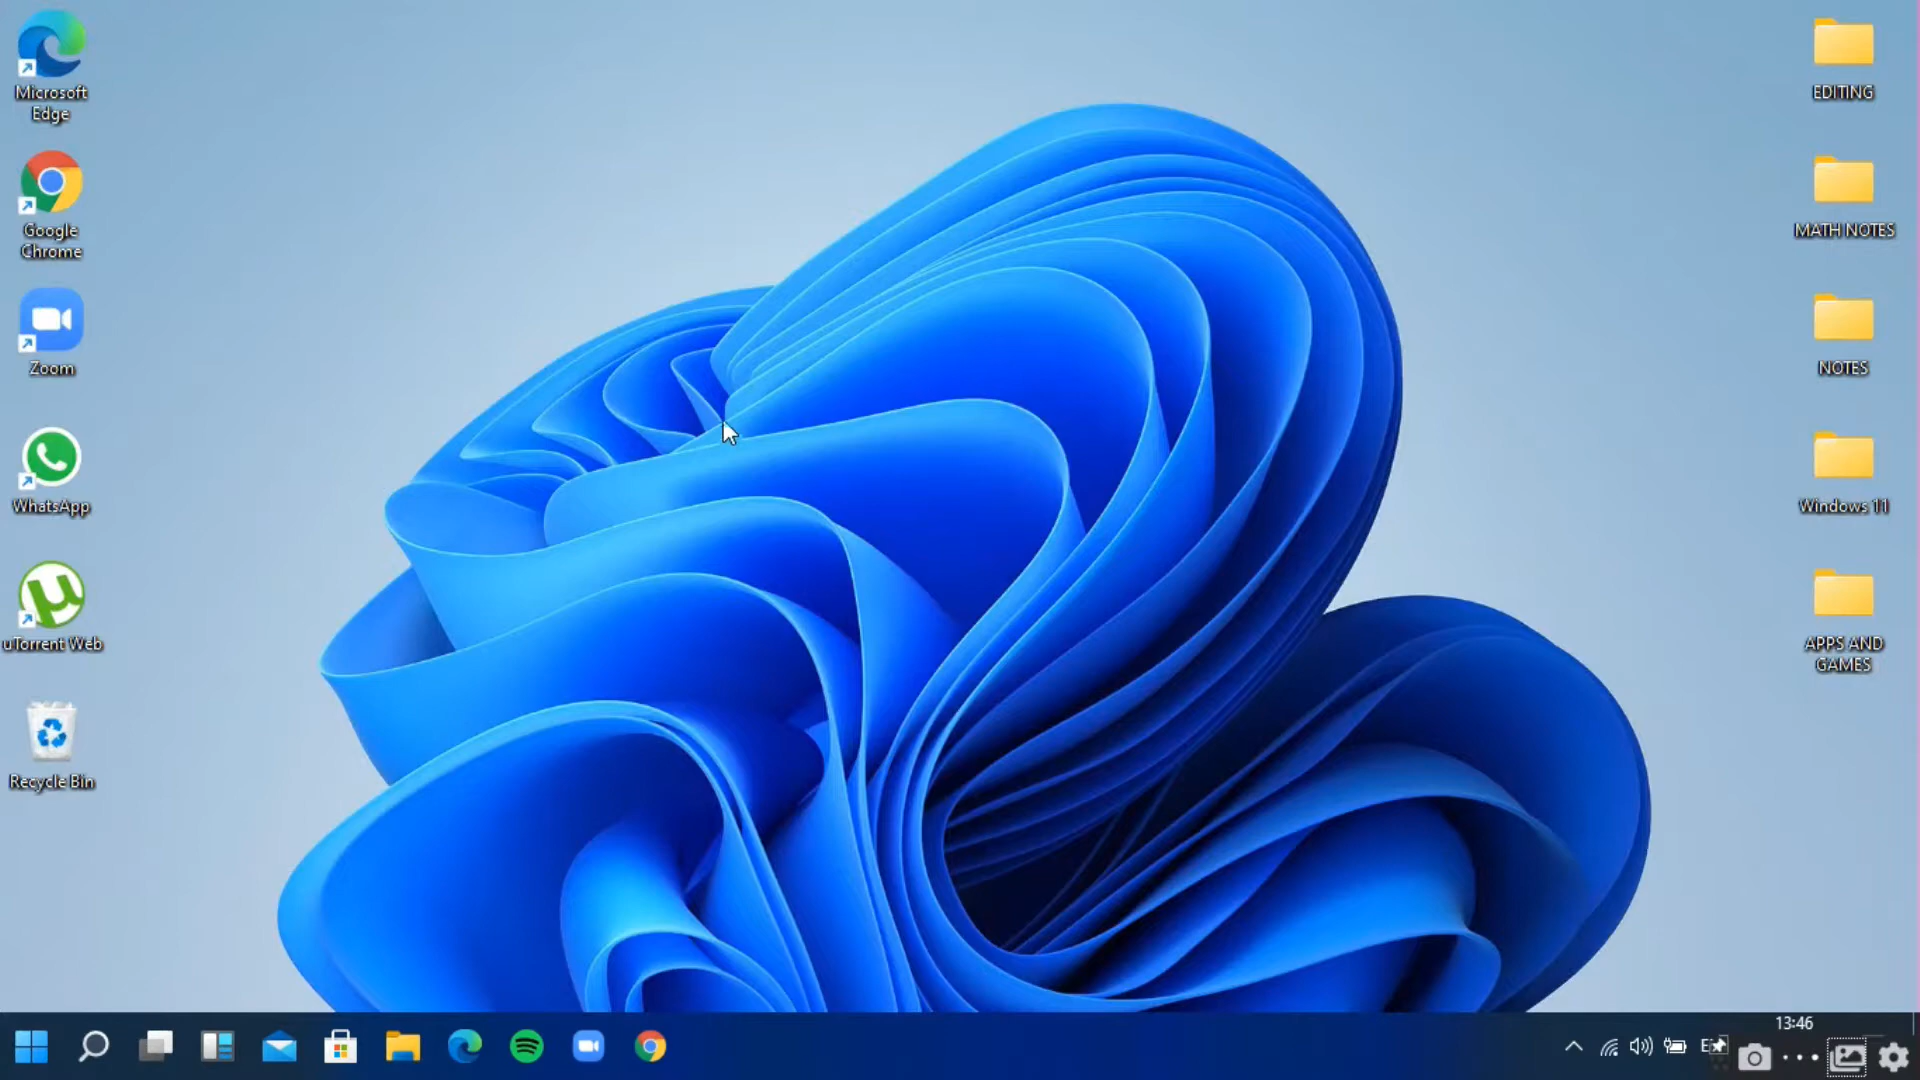 Microsoft
Edge
Google
Chrome
Zoom
WhatsApp
uTorrent Web
Recycle Bin
EDITING
MATH NOTES
NOTES
Windows 11
APPS AND
GAMES
13:46